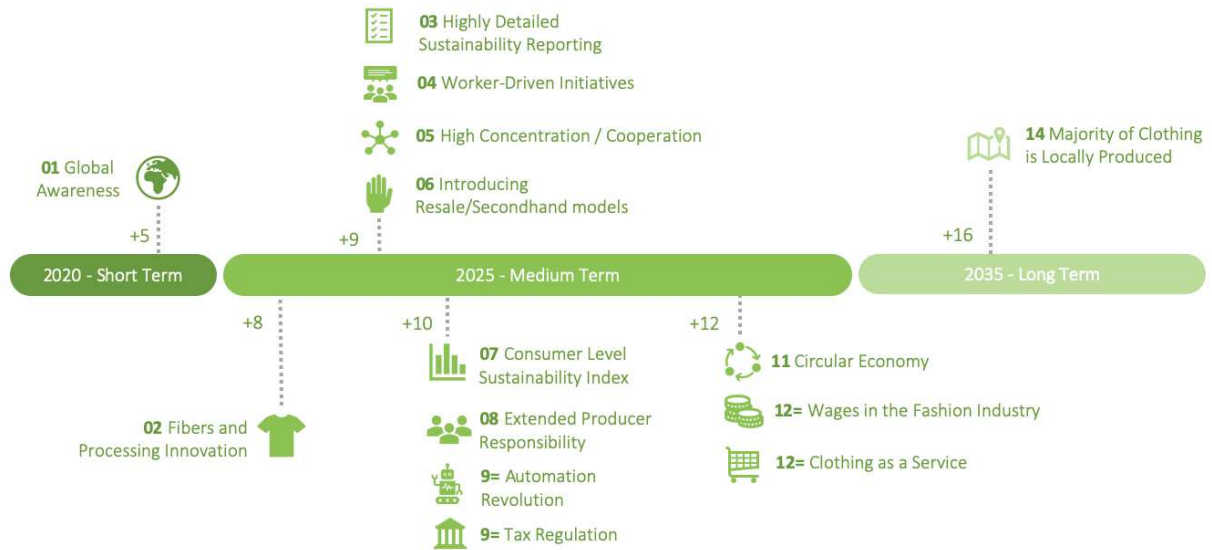 03 Highly Detailed
Sustainability Reporting
04 Worker-Driven Initiatives
05 High Concentration / Cooperation
06 Introducing
Resale/Secondhand models
01 Global
Awareness
14 Majority of Clothing
is Locally Produced
+5
+9
+16
2020 - Short Term
2025 - Medium Term
2035 - Long Term
+8
+10
+12
02 Fibers and
Processing Innovation
07 Consumer Level
Sustainability Index
08 Extended Producer
Responsibility
9= Automation
Revolution
9= Tax Regulation
11 Circular Economy
12= Wages in the Fashion Industry
12= Clothing as a Service